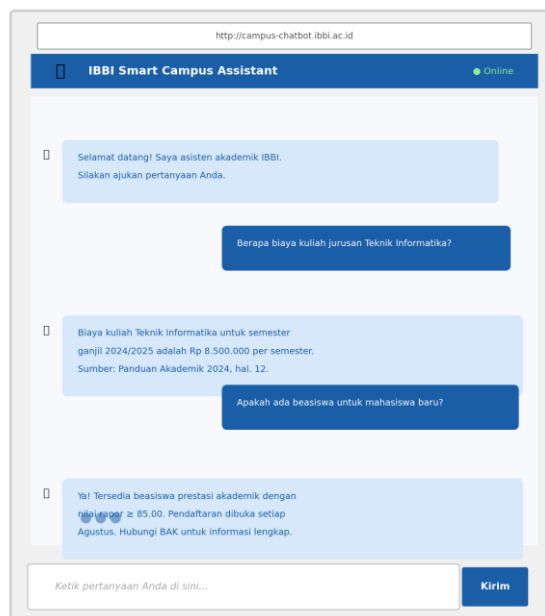 http://campus-chatbot.ibbi.ac.id
IBBI Smart Campus Assistant
● Online
Selamat datang! Saya asisten akademik IBBI.
Silakan ajukan pertanyaan Anda.
Berapa biaya kuliah jurusan Teknik Informatika?
Biaya kuliah Teknik Informatika untuk semester
ganjil 2024/2025 adalah Rp 8.500.000 per semester.
Sumber: Panduan Akademik 2024, hal. 12.
Apakah ada beasiswa untuk mahasiswa baru?
Ya! Tersedia beasiswa prestasi akademik dengan
nilai rapor ≥ 85.00. Pendaftaran dibuka setiap
Agustus. Hubungi BAK untuk informasi lengkap.
Ketik pertanyaan Anda di sini...
Kirim